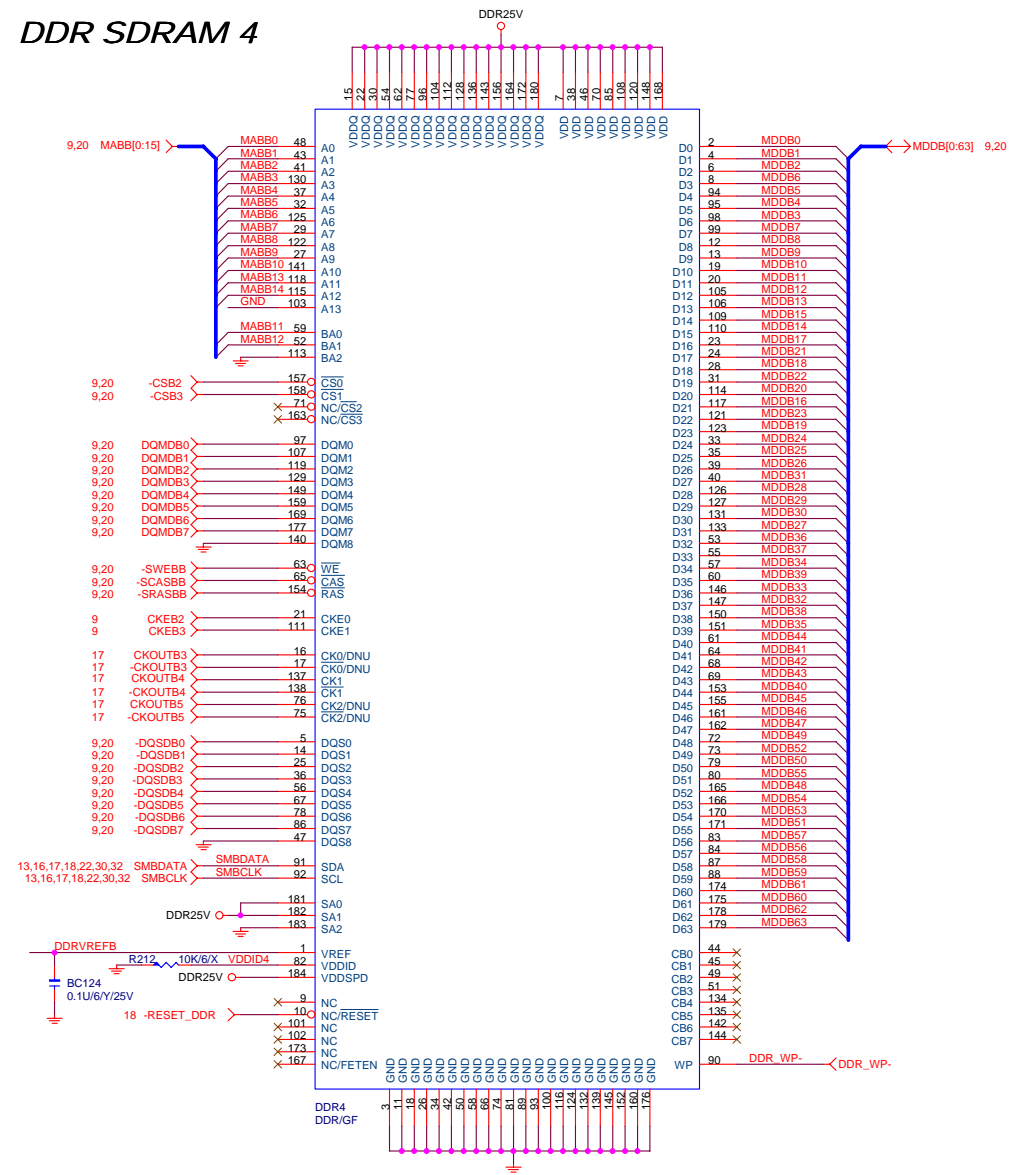 DDR SDRAM 4
DDR25V
15 22 30 54 62 77 96 104 112 128 136 143 156 164 172 180 7 38 46 70 85 108 120 148 168
VDDQ VDDQ VDDQ VDDQ VDDQ VDDQ VDDQ VDDQ VDDQ VDDQ VDDQ VDDQ VDDQ VDDQ VDDQ VDDQ VDD VDD VDD VDD VDD VDD VDD VDD VDD
9,20 MABB[0:15]
MABB0 48 A0
MABB1 43 A1
MABB2 41 A2
MABB3 130 A3
MABB4 37 A4
MABB5 32 A5
MABB6 125 A6
MABB7 29 A7
MABB8 122 A8
MABB9 27 A9
MABB10 141 A10
MABB13 118 A11
MABB14 115 A12
GND 103 A13
MABB11 59 BA0
MABB12 52 BA1
113 BA2
9,20 -CSB2 157 CS0
9,20 -CSB3 158 CS1
71 NC/CS2
163 NC/CS3
9,20 DQMDB0 97 DQM0
9,20 DQMDB1 107 DQM1
9,20 DQMDB2 119 DQM2
9,20 DQMDB3 129 DQM3
9,20 DQMDB4 149 DQM4
9,20 DQMDB5 159 DQM5
9,20 DQMDB6 169 DQM6
9,20 DQMDB7 177 DQM7
140 DQM8
9,20 -SWEBB 63 WE
9,20 -SCASBB 65 CAS
9,20 -SRASBB 154 RAS
9 CKEB2 21 CKE0
9 CKEB3 111 CKE1
17 CKOUTB3 16 CK0/DNU
17 -CKOUTB3 17 CK0/DNU
17 CKOUTB4 137 CK1
17 -CKOUTB4 138 CK1
17 CKOUTB5 76 CK2/DNU
17 -CKOUTB5 75 CK2/DNU
9,20 -DQSDB0 5 DQS0
9,20 -DQSDB1 14 DQS1
9,20 -DQSDB2 25 DQS2
9,20 -DQSDB3 36 DQS3
9,20 -DQSDB4 56 DQS4
9,20 -DQSDB5 67 DQS5
9,20 -DQSDB6 78 DQS6
9,20 -DQSDB7 86 DQS7
47 DQS8
13,16,17,18,22,30,32 SMBDATA SMBDATA 91 SDA
13,16,17,18,22,30,32 SMBCLK SMBCLK 92 SCL
181 SA0
DDR25V 182 SA1
183 SA2
DDRVREFB 1 VREF
R212 10K/6/X VDDID4 82 VDDID
DDR25V 184 VDDSPD
BC124
0.1U/6/Y/25V
9 NC
18 -RESET_DDR 10 NC/RESET
101 NC
102 NC
173 NC
167 NC/FETEN
D0 2 MDDB0
MDDB[0:63] 9,20
D1 4 MDDB1
D2 6 MDDB2
D3 8 MDDB6
D4 94 MDDB5
D5 95 MDDB4
D6 98 MDDB3
D7 99 MDDB7
D8 12 MDDB8
D9 13 MDDB9
D10 19 MDDB10
D11 20 MDDB11
D12 105 MDDB12
D13 106 MDDB13
D14 109 MDDB15
D15 110 MDDB14
D16 23 MDDB17
D17 24 MDDB21
D18 28 MDDB18
D19 31 MDDB22
D20 114 MDDB20
D21 117 MDDB16
D22 121 MDDB23
D23 123 MDDB19
D24 33 MDDB24
D25 35 MDDB25
D26 39 MDDB26
D27 40 MDDB31
D28 126 MDDB28
D29 127 MDDB29
D30 131 MDDB30
D31 133 MDDB27
D32 53 MDDB36
D33 55 MDDB37
D34 57 MDDB34
D35 60 MDDB39
D36 146 MDDB33
D37 147 MDDB32
D38 150 MDDB38
D39 151 MDDB35
D40 61 MDDB44
D41 64 MDDB41
D42 68 MDDB42
D43 69 MDDB43
D44 153 MDDB40
D45 155 MDDB45
D46 161 MDDB46
D47 162 MDDB47
D48 72 MDDB49
D49 73 MDDB52
D50 79 MDDB50
D51 80 MDDB55
D52 165 MDDB48
D53 166 MDDB54
D54 170 MDDB53
D55 171 MDDB51
D56 83 MDDB57
D57 84 MDDB56
D58 87 MDDB58
D59 88 MDDB59
D60 174 MDDB61
D61 175 MDDB60
D62 178 MDDB62
D63 179 MDDB63
CB0 44
CB1 45
CB2 49
CB3 51
CB4 134
CB5 135
CB6 142
CB7 144
WP 90 DDR_WP- DDR_WP-
GND GND GND GND GND GND GND GND GND GND GND GND GND GND GND GND GND GND GND GND GND GND
3 11 18 26 34 42 50 58 66 74 81 89 93 100 116 124 132 139 145 152 160 176
DDR4
DDR/GF